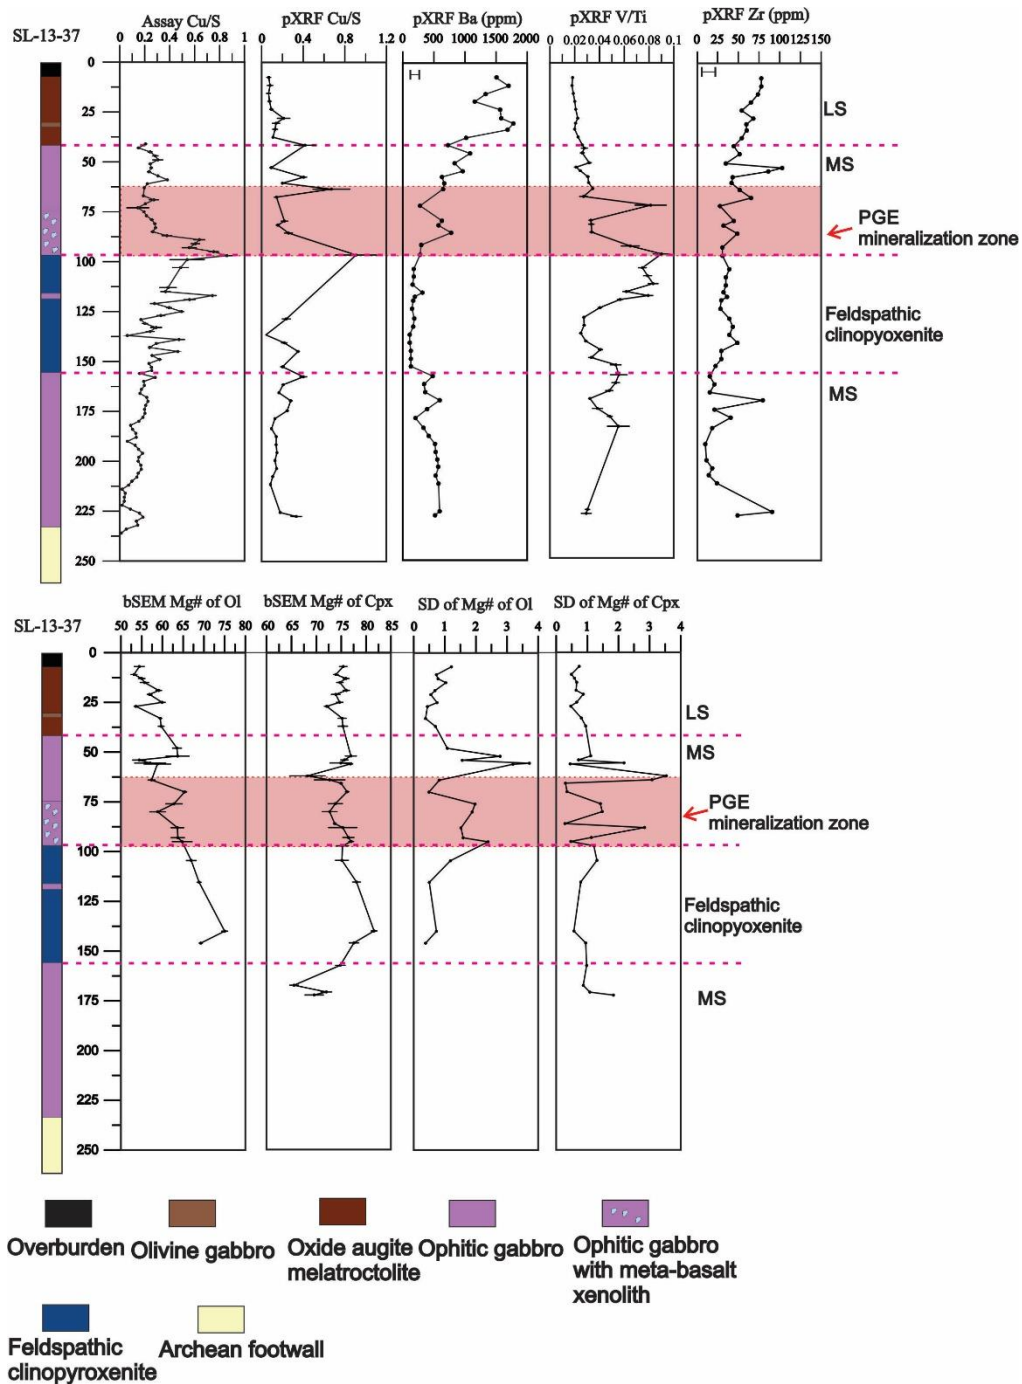 SL-13-37
Assay Cu/S
pXRF Cu/S
pXRF Ba (ppm)
pXRF V/Ti
pXRF Zr (ppm)
0 0.2 0.4 0.6 0.8 1
0 0.4 0.8 1.2
0 500 1000 1500 2000
0 0.02 0.04 0.06 0.08 0.1
0 25 50 75 100 125 150
0
25
50
75
100
125
150
175
200
225
250
LS
MS
PGE
mineralization zone
Feldspathic
clinopyoxenite
MS
SL-13-37
bSEM Mg# of Ol
bSEM Mg# of Cpx
SD of Mg# of Ol
SD of Mg# of Cpx
50 55 60 65 70 75 80
60 65 70 75 80 85
0 1 2 3 4
0 1 2 3 4
0
25
50
75
100
125
150
175
200
225
250
LS
MS
PGE
mineralization zone
Feldspathic
clinopyoxenite
MS
Overburden
Olivine gabbro
Oxide augite
melatroctolite
Ophitic gabbro
Ophitic gabbro
with meta-basalt
xenolith
Feldspathic
clinopyroxenite
Archean footwall